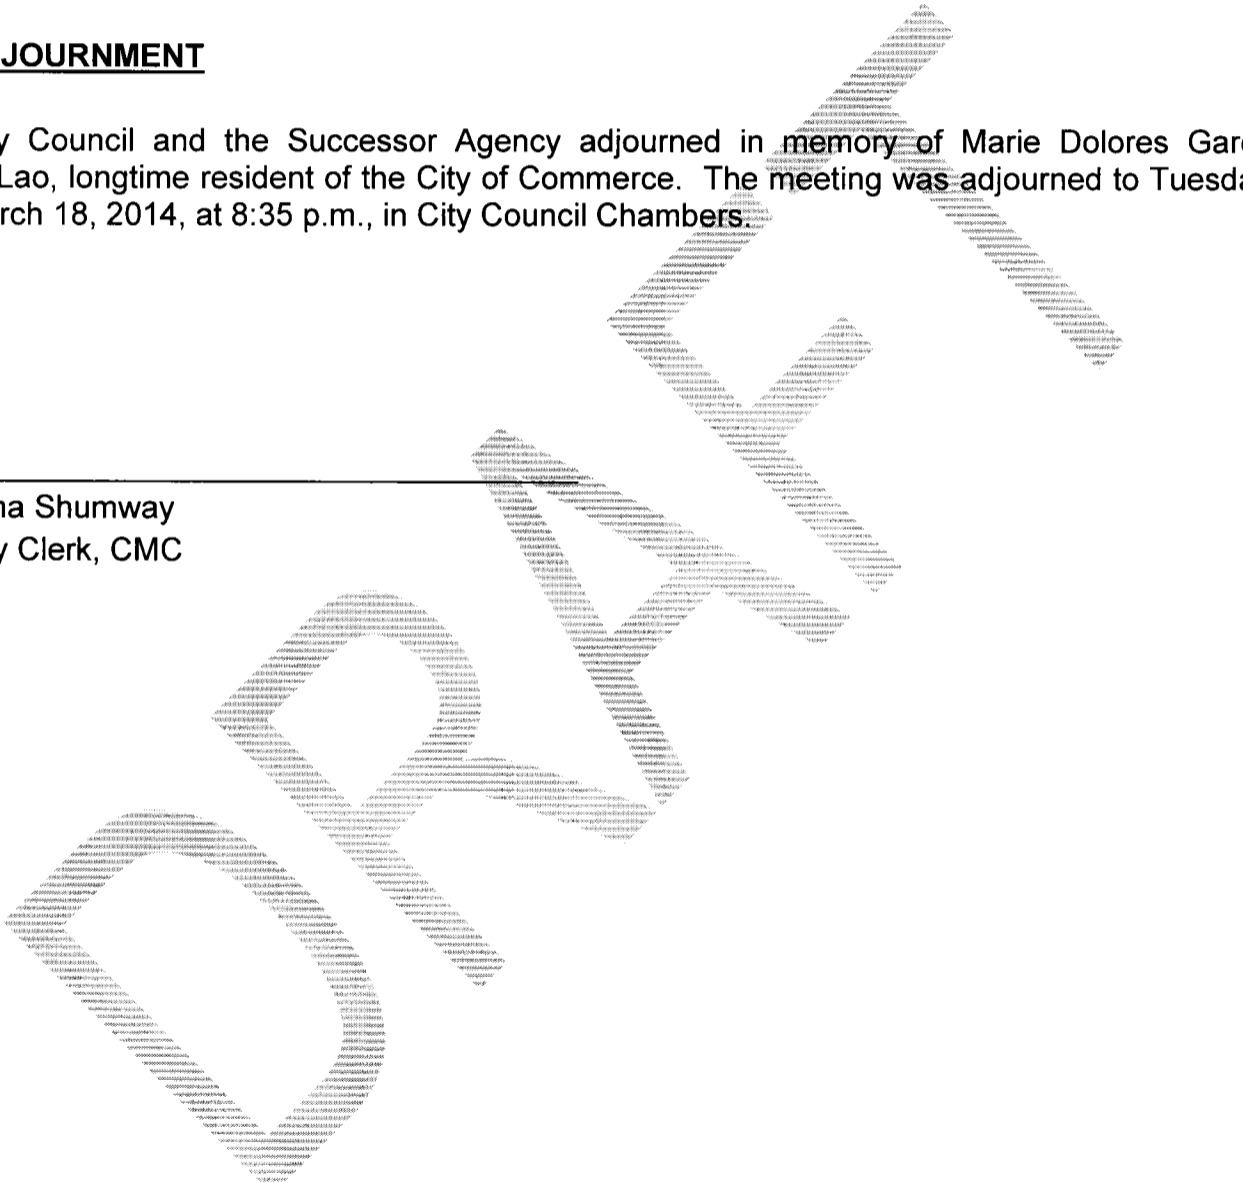 JOURNMENT
y Council and the Successor Agency adjourned in memory of Marie Dolores Gar
Lao, longtime resident of the City of Commerce. The meeting was adjourned to Tuesda
rch 18, 2014, at 8:35 p.m., in City Council Chambers.
na Shumway
y Clerk, CMC
DRAFT